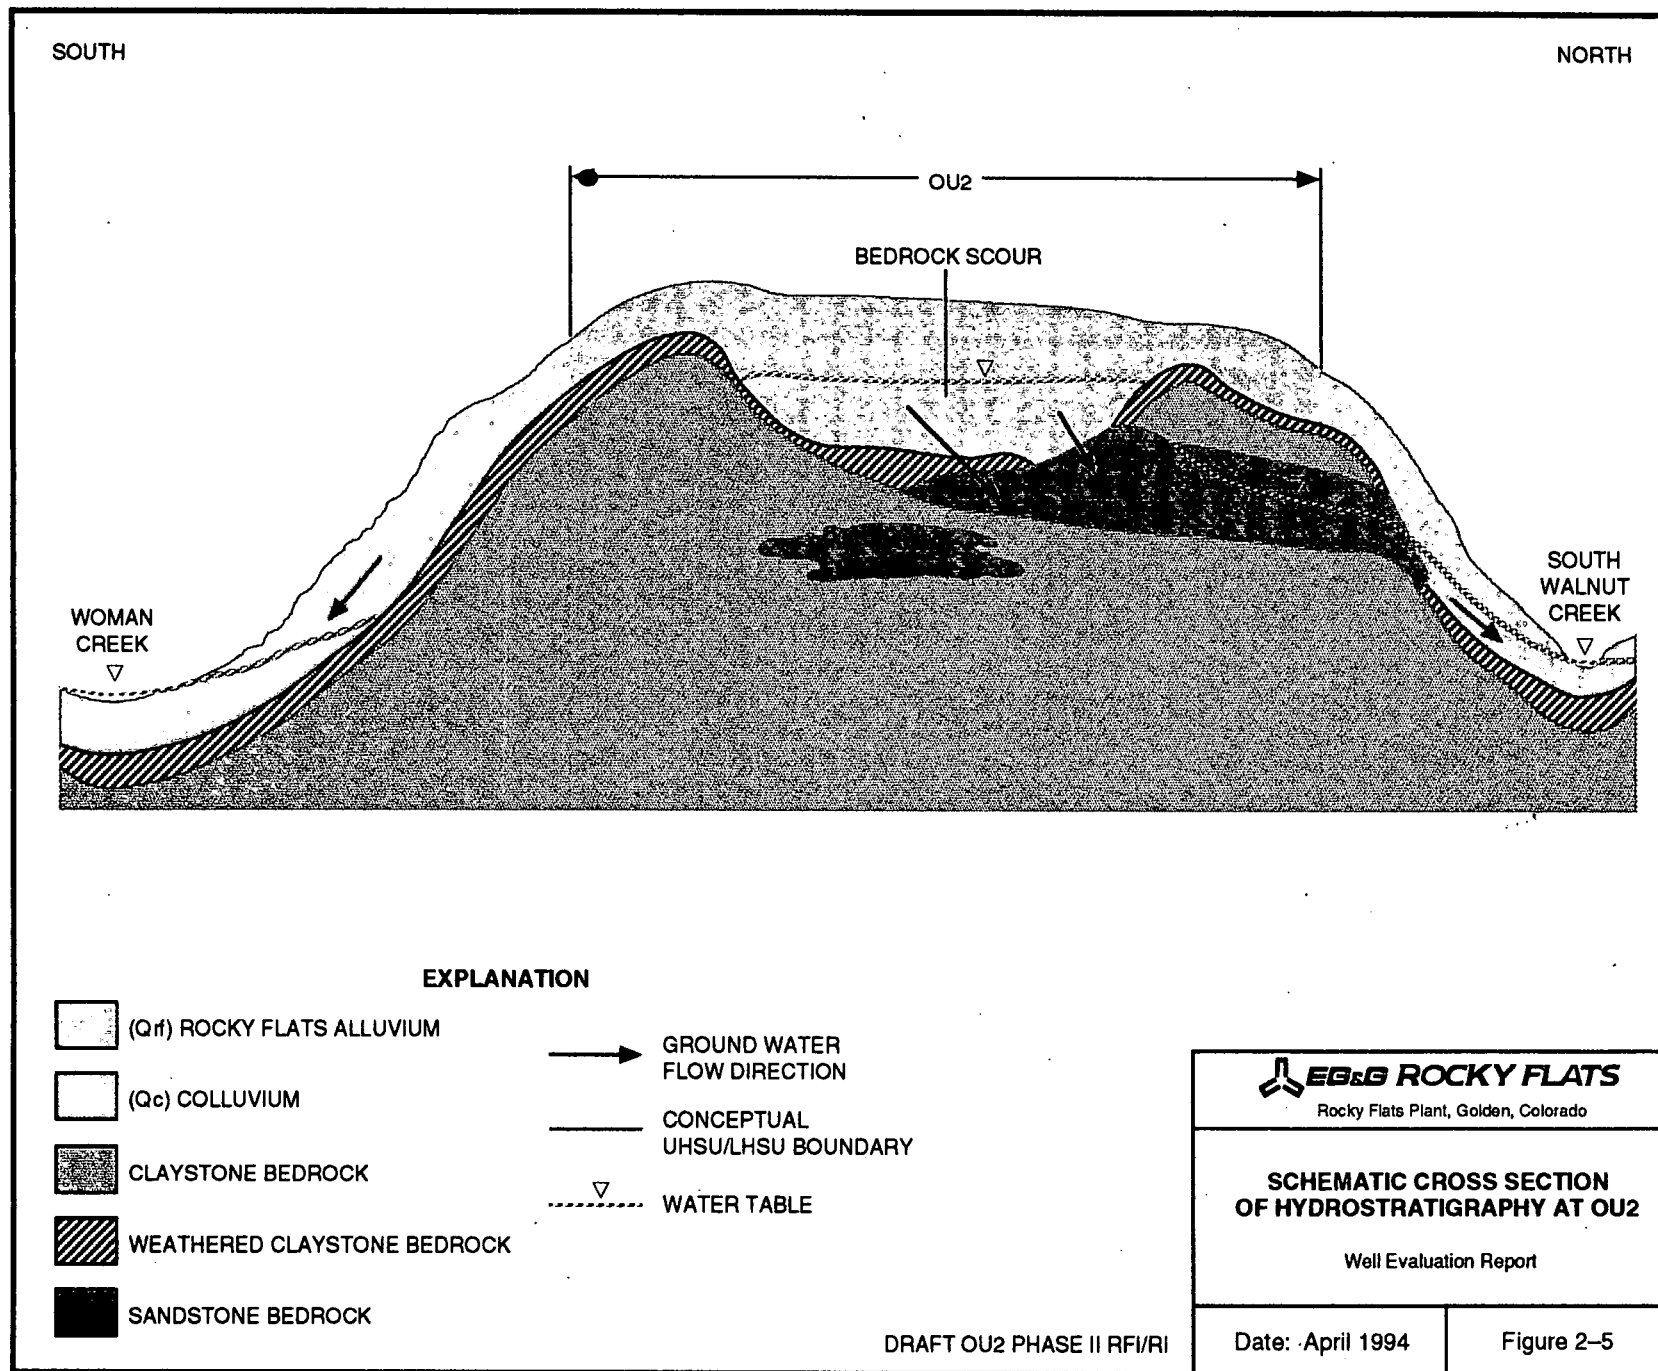 SOUTH
NORTH
OU2
BEDROCK SCOUR
WOMAN
CREEK
SOUTH
WALNUT
CREEK
EXPLANATION
(Qrf) ROCKY FLATS ALLUVIUM
(Qc) COLLUVIUM
CLAYSTONE BEDROCK
WEATHERED CLAYSTONE BEDROCK
SANDSTONE BEDROCK
GROUND WATER
FLOW DIRECTION
CONCEPTUAL
UHSU/LHSU BOUNDARY
WATER TABLE
DRAFT OU2 PHASE II RFI/RI
EG&G ROCKY FLATS
Rocky Flats Plant, Golden, Colorado
SCHEMATIC CROSS SECTION
OF HYDROSTRATIGRAPHY AT OU2
Well Evaluation Report
Date: April 1994
Figure 2–5